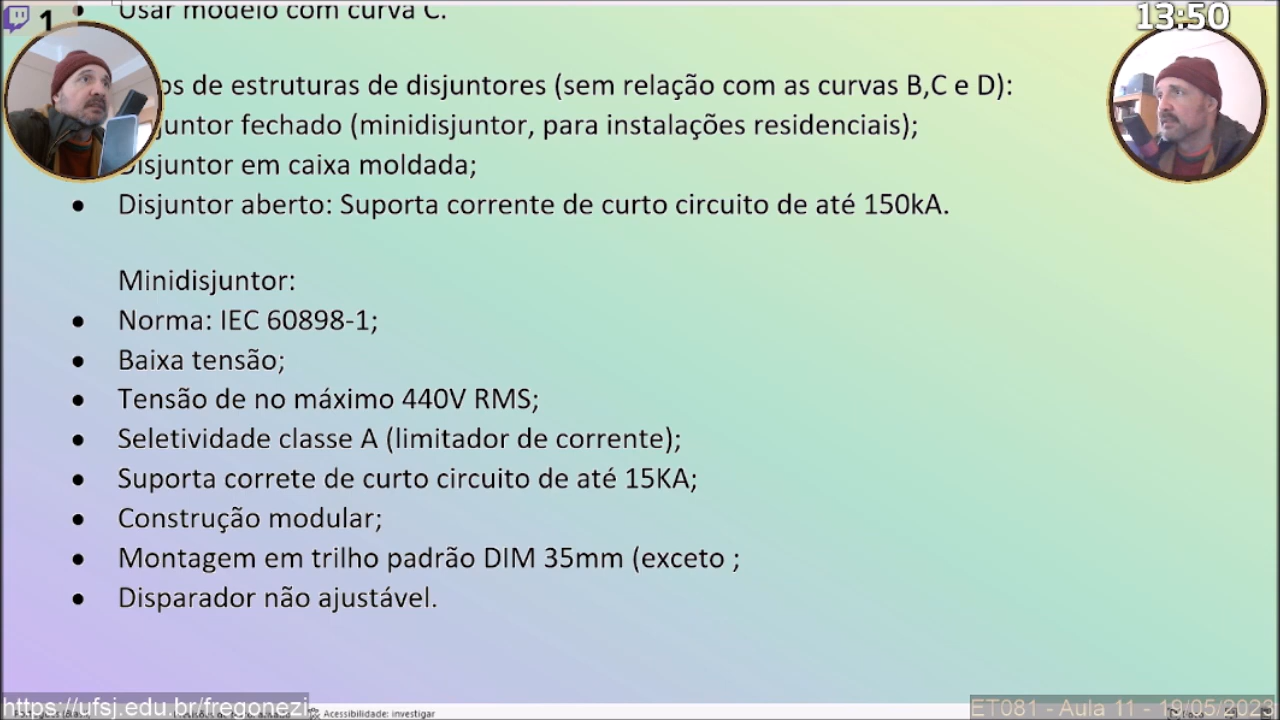 1
13:50
Usar modelo com curva C.
os de estruturas de disjuntores (sem relação com as curvas B,C e D):
juntor fechado (minidisjuntor, para instalações residenciais);
Disjuntor em caixa moldada;
• Disjuntor aberto: Suporta corrente de curto circuito de até 150kA.
Minidisjuntor:
• Norma: IEC 60898-1;
• Baixa tensão;
• Tensão de no máximo 440V RMS;
• Seletividade classe A (limitador de corrente);
• Suporta correte de curto circuito de até 15KA;
• Construção modular;
• Montagem em trilho padrão DIM 35mm (exceto ;
• Disparador não ajustável.
https://ufsj.edu.br/fregonezi
Acessibilidade: investigar
ET081 - Aula 11 - 19/05/2023